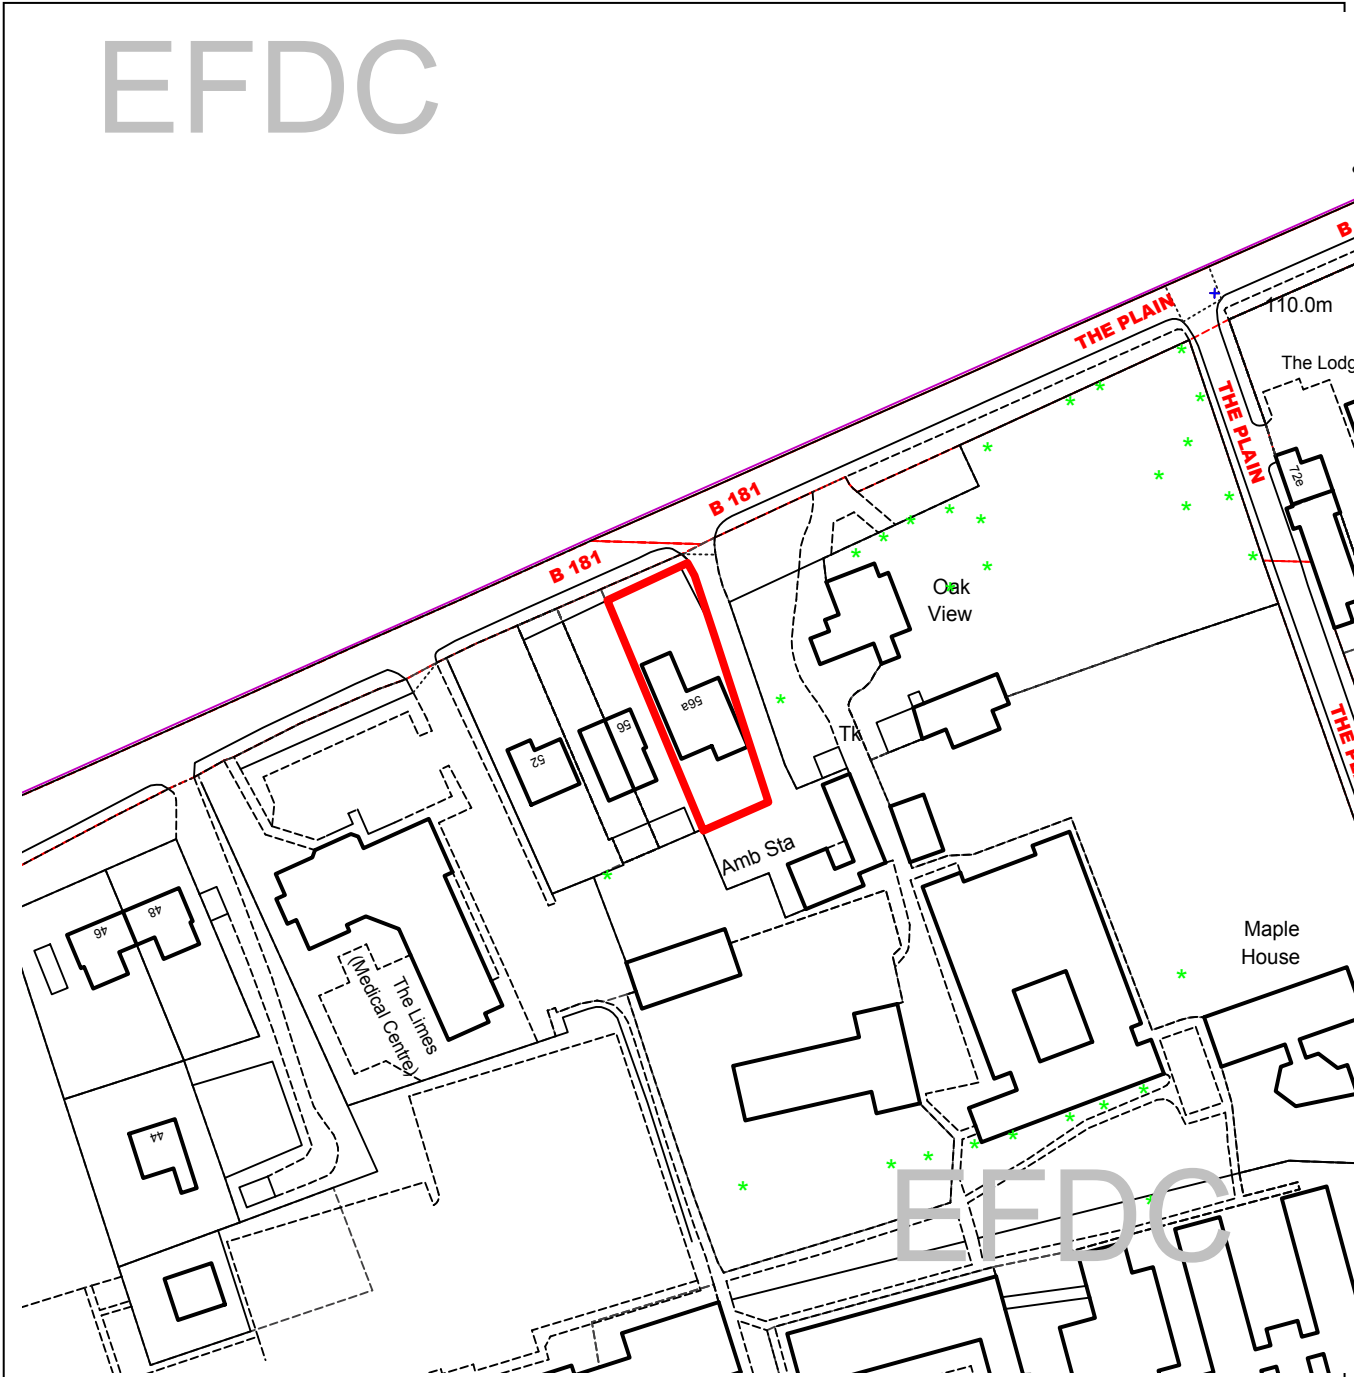 EFDC
B
THE PLAIN
110.0m
The Lodg
THE PLAIN
72e
B 181
B 181
Oak
View
56a
56
52
Tk
THE PL
Amb Sta
48
46
Maple
House
The Limes
(Medical Centre)
44
EFDC